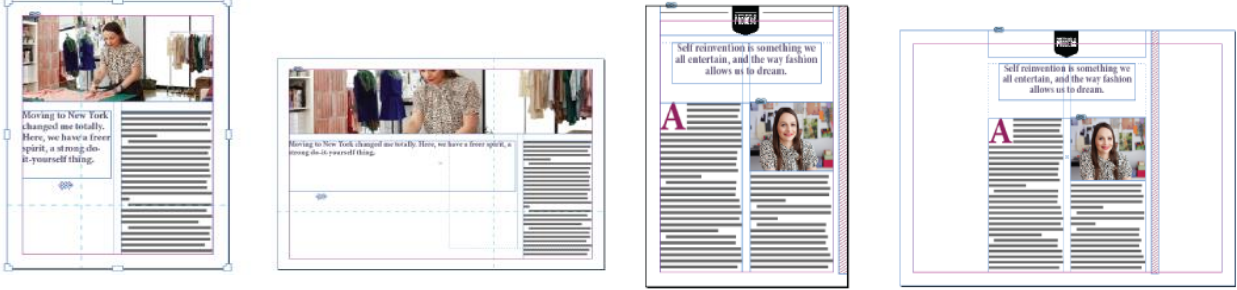 Moving to New York
changed me totally.
Here, we have a freer
spirit, a strong do-
it-yourself thing.
Moving to New York changed me totally. Here, we have a freer spirit, a
strong do-it-yourself thing.
Self reinvention is something we
all entertain, and the way fashion
allows us to dream.
A
Self reinvention is something we
all entertain, and the way fashion
allows us to dream.
A